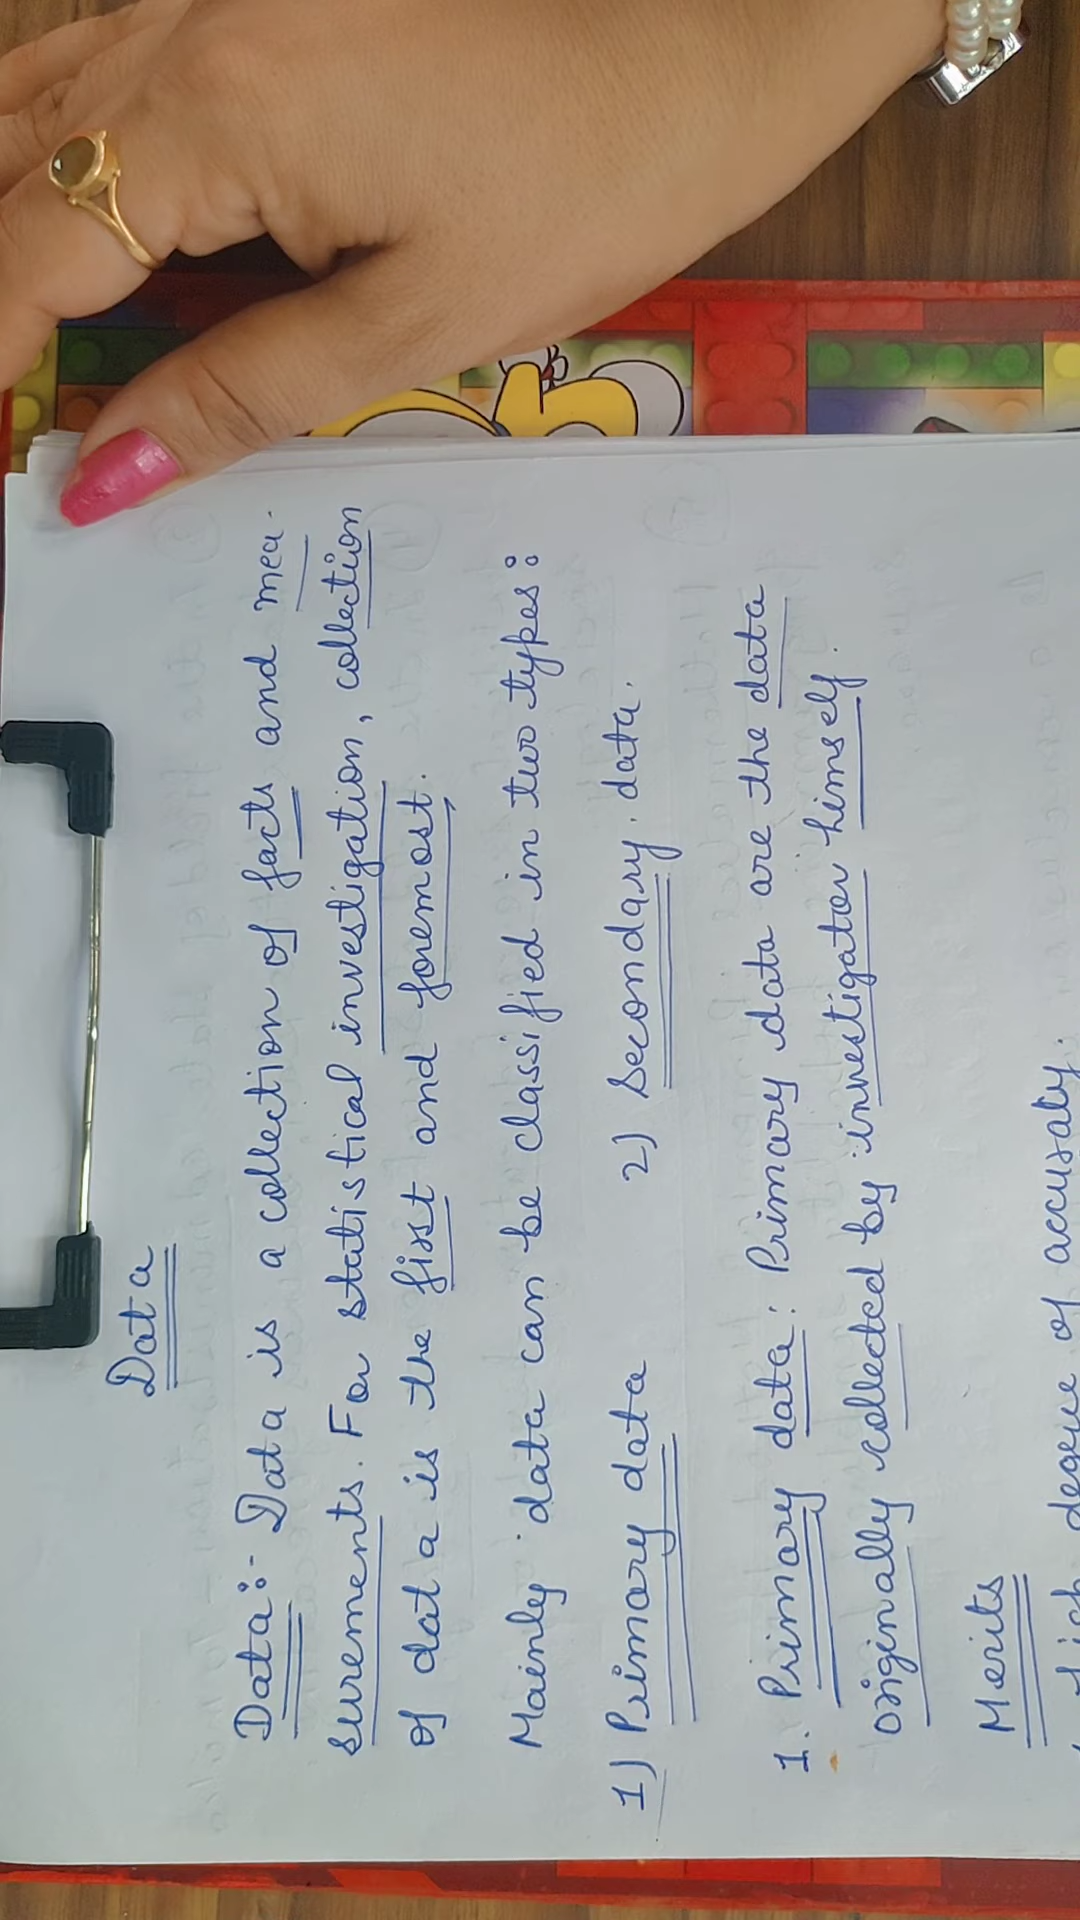 Data
Data :- Data is a collection of facts and mea-
surements. For statistical investigation, collection
of data is the first and foremost.
Mainly data can be classified in two types :
1) Primary data 2) Secondary data.
1. Primary data : Primary data are the data
originally collected by investigator himself.
Merits
degree of accuraty.